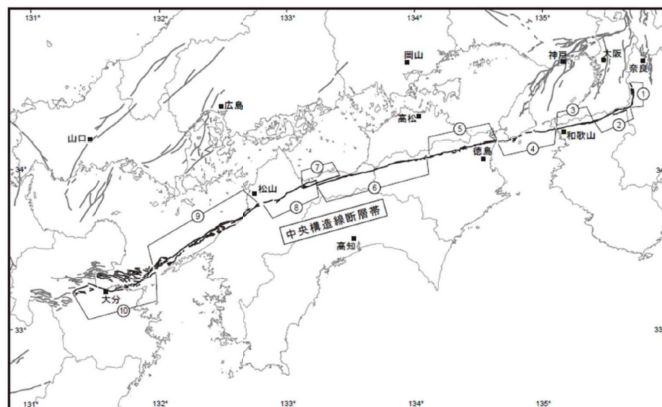 131°
132°
133°
134°
135°
岡山
神戸
大阪
奈良
広島
①
高松
③
⑤
②
山口
和歌山
④
徳島
⑦
34°
松山
⑥
⑧
⑨
中央構造線断層帯
高知
大分
⑩
33°
33°
131°
132°
133°
134°
135°